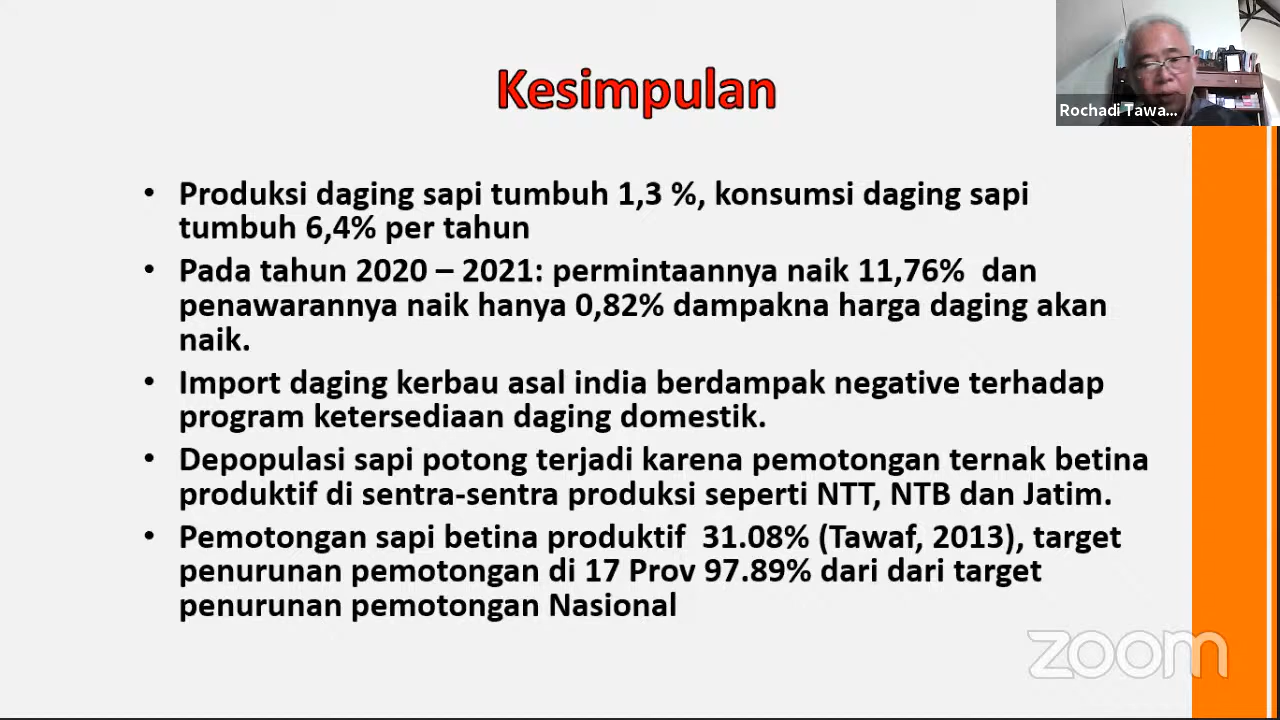 Kesimpulan
Rochadi Tawa...
• Produksi daging sapi tumbuh 1,3 %, konsumsi daging sapi
tumbuh 6,4% per tahun
• Pada tahun 2020 – 2021: permintaannya naik 11,76% dan
penawarannya naik hanya 0,82% dampakna harga daging akan
naik.
• Import daging kerbau asal india berdampak negative terhadap
program ketersediaan daging domestik.
• Depopulasi sapi potong terjadi karena pemotongan ternak betina
produktif di sentra-sentra produksi seperti NTT, NTB dan Jatim.
• Pemotongan sapi betina produktif 31.08% (Tawaf, 2013), target
penurunan pemotongan di 17 Prov 97.89% dari dari target
penurunan pemotongan Nasional
zoom